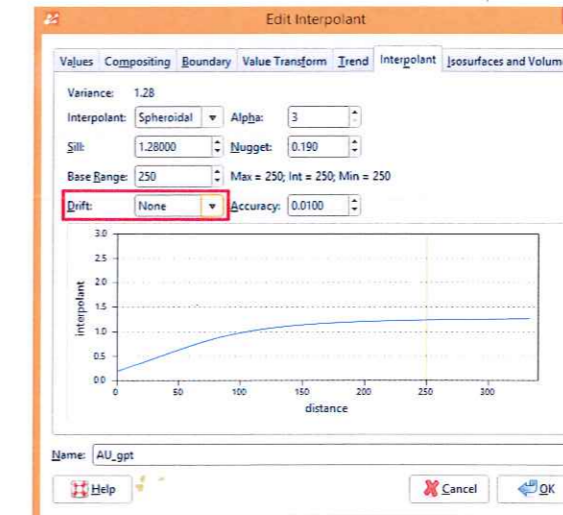 Edit Interpolant
Values Compositing Boundary Value Transform Trend Interpolant Isosurfaces and Volum
Variance: 1.28
Interpolant: Spheroidal Alpha: 3
Sill: 1.28000 Nugget: 0.190
Base Range: 250 Max = 250; Int = 250; Min = 250
Drift: None Accuracy: 0.0100
3.0
2.5
2.0
1.5
1.0
0.5
0.0
interpolant
0 50 100 150 200 250 300
distance
Name: AU_gpt
Help Cancel OK